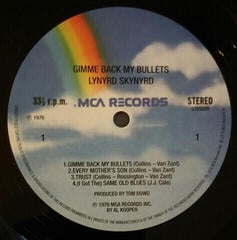 GIMME BACK MY BULLETS
LYNYRD SKYNYRD
33⅓ r.p.m.
MCA RECORDS
STEREO
℗ 1976
1
1
1.GIMME BACK MY BULLETS (Collins – Van Zant)
2.EVERY MOTHER'S SON (Collins – Van Zant)
3.TRUST (Collins – Rossington – Van Zant)
4.(I Got The) SAME OLD BLUES (J.J. Cale)
PRODUCED BY TOM DOWD
℗ 1976 MCA RECORDS INC.
BY AL KOOPER